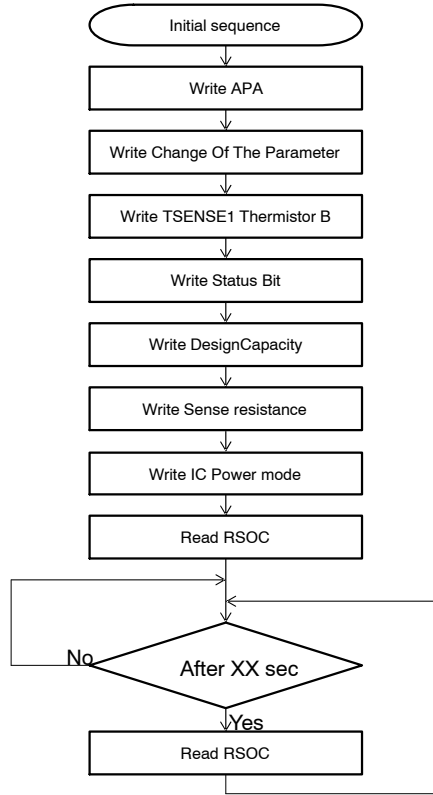 Initial sequence
Write APA
Write Change Of The Parameter
Write TSENSE1 Thermistor B
Write Status Bit
Write DesignCapacity
Write Sense resistance
Write IC Power mode
Read RSOC
No
After XX sec
Yes
Read RSOC